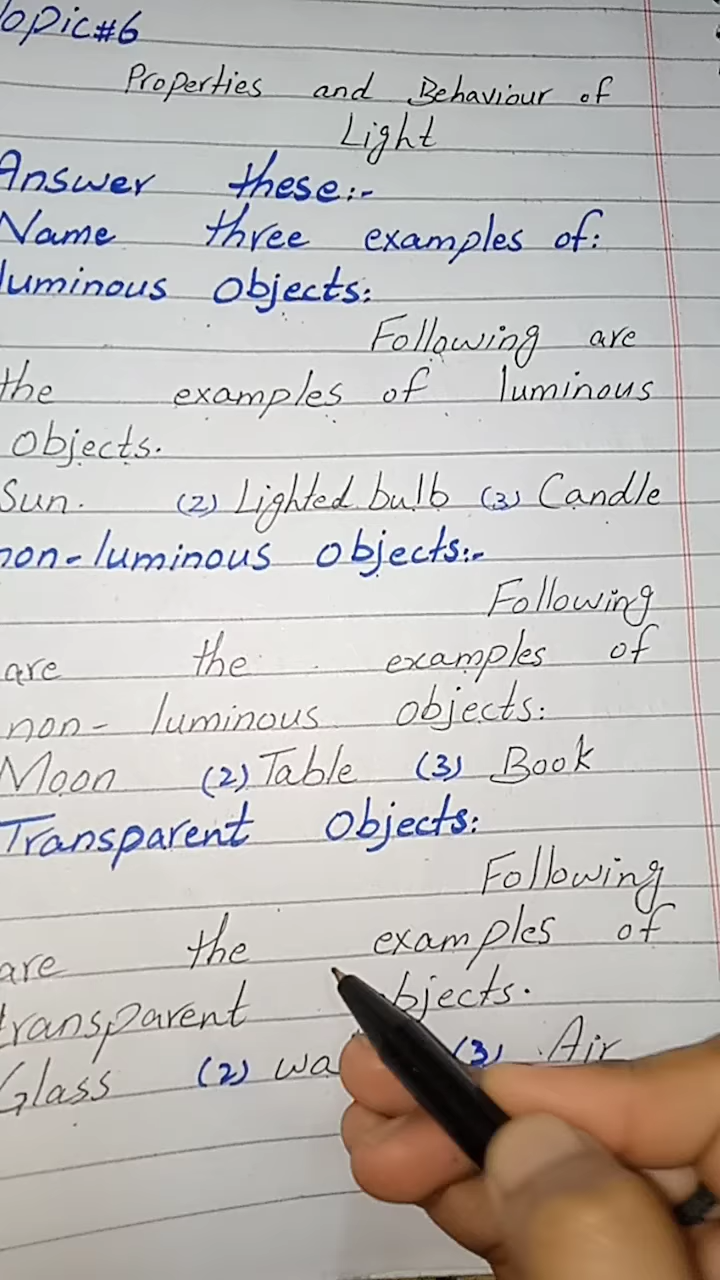 opic#6
Properties and Behaviour of
Light
Answer these:-
Name three examples of:
luminous Objects:
Following are
the examples of luminous
Objects.
Sun. (2) Lighted bulb (3) Candle
non-luminous objects:-
Following
are the examples of
non- luminous objects:
Moon (2) Table (3) Book
Transparent Objects:
Following
are the examples of
transparent bjects.
Glass (2) wa (3) Air